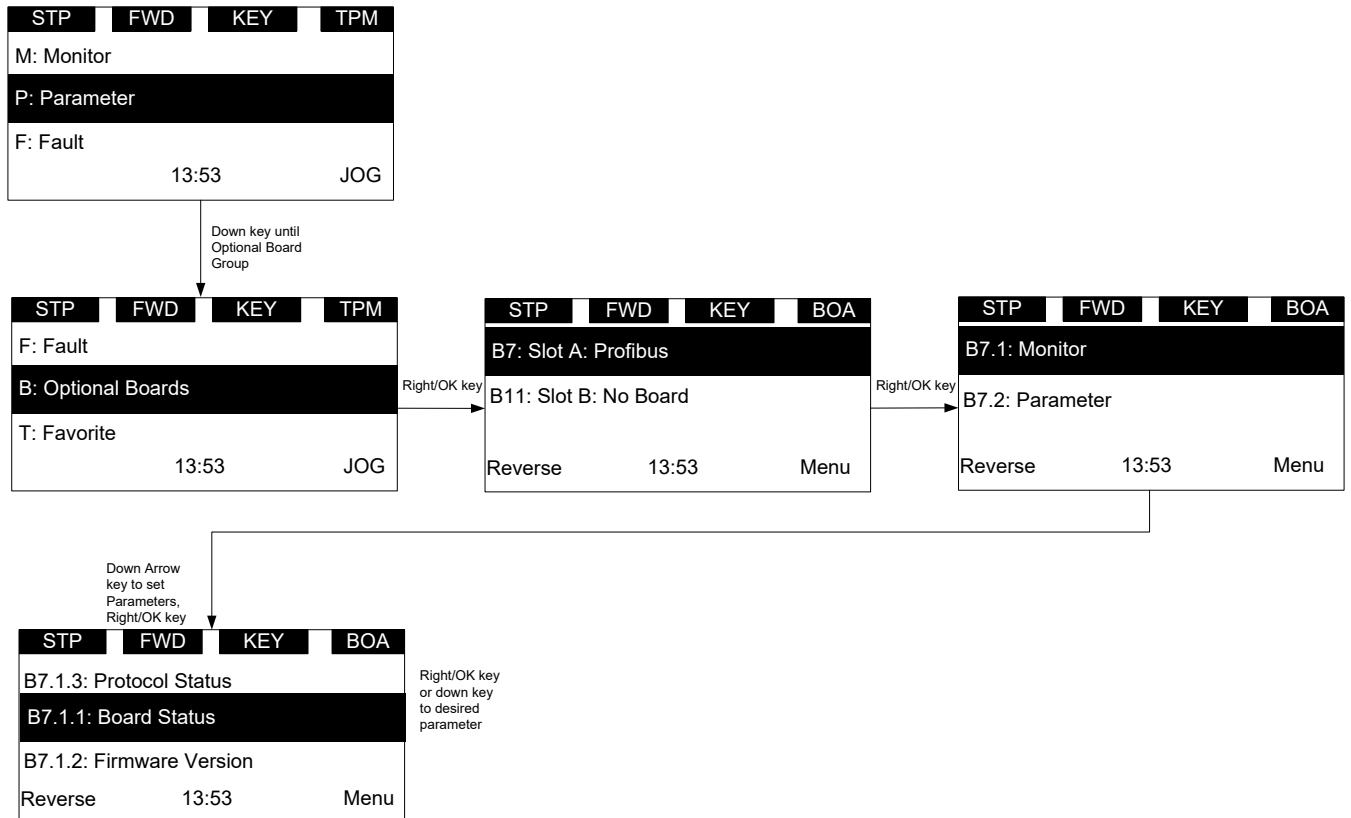 STP FWD KEY TPM
M: Monitor
P: Parameter
F: Fault
13:53 JOG
Down key until
Optional Board
Group
STP FWD KEY TPM
F: Fault
B: Optional Boards
T: Favorite
13:53 JOG
Right/OK key
STP FWD KEY BOA
B7: Slot A: Profibus
B11: Slot B: No Board
Reverse 13:53 Menu
Right/OK key
STP FWD KEY BOA
B7.1: Monitor
B7.2: Parameter
Reverse 13:53 Menu
Down Arrow
key to set
Parameters,
Right/OK key
STP FWD KEY BOA
B7.1.3: Protocol Status
B7.1.1: Board Status
B7.1.2: Firmware Version
Reverse 13:53 Menu
Right/OK key
or down key
to desired
parameter